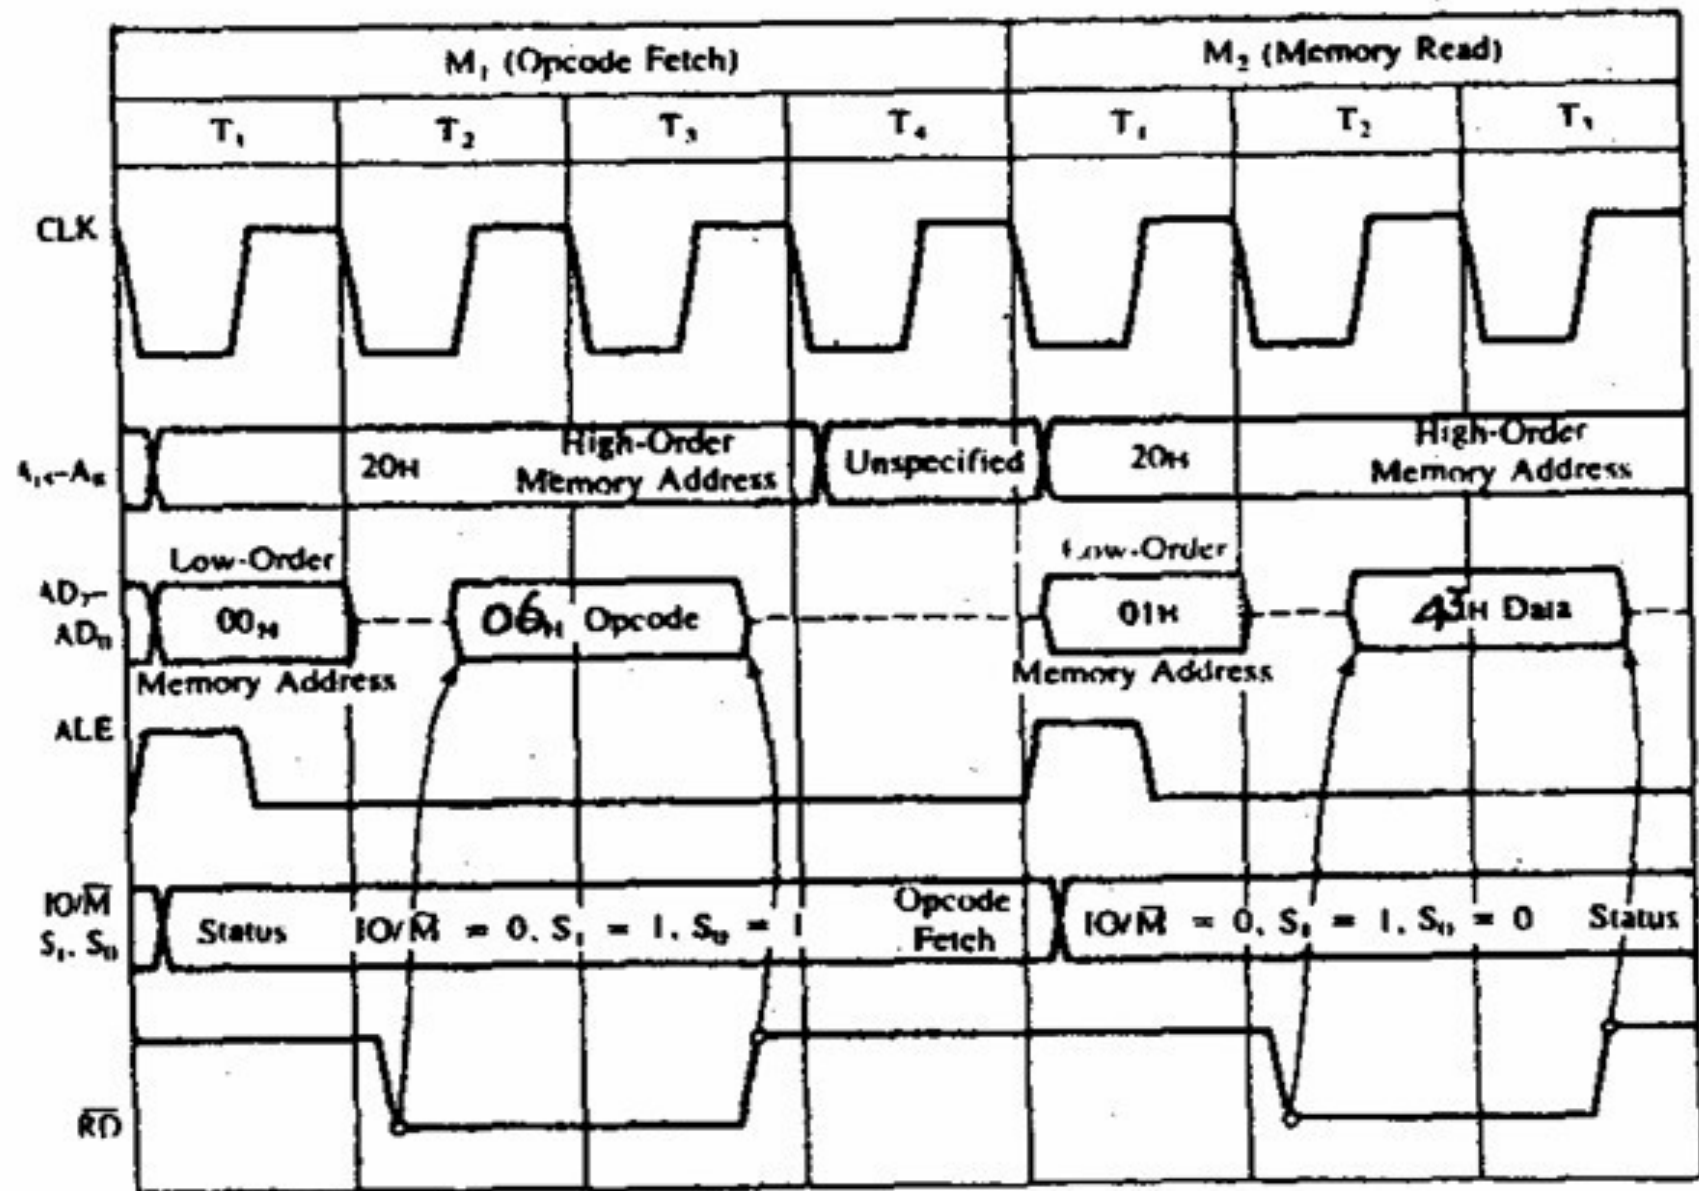 M₁ (Opcode Fetch) M₂ (Memory Read)
T₁ T₂ T₃ T₄ T₁ T₂ T₃
CLK
20H High-Order Memory Address Unspecified 20H High-Order Memory Address
Low-Order Low-Order
AD₇–
AD₀
00H 06H Opcode 01H 43H Data
Memory Address Memory Address
ALE
IO/M̅
S₁, S₀
Status IO/M̅ = 0, S₁ = 1, S₀ = 1 Opcode Fetch IO/M̅ = 0, S₁ = 1, S₀ = 0 Status
R̅D̅